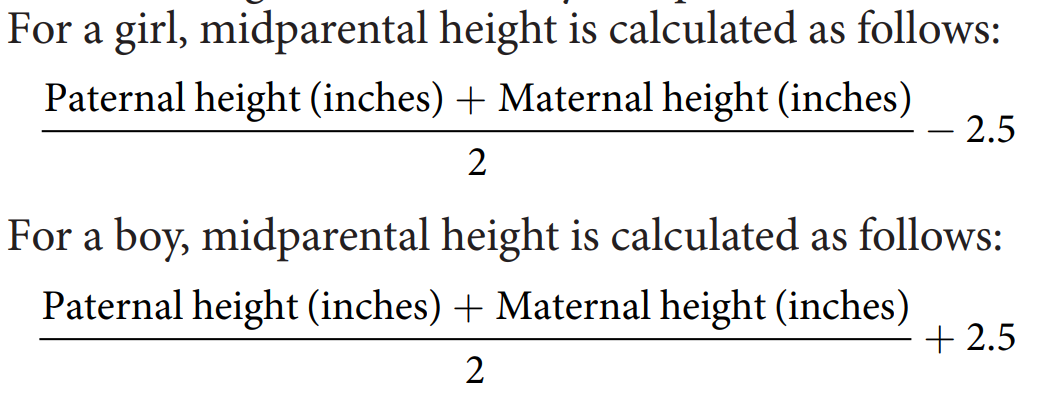 For a girl, midparental height is calculated as follows:
Paternal height (inches) + Maternal height (inches)
− 2.5
2
For a boy, midparental height is calculated as follows:
Paternal height (inches) + Maternal height (inches)
+ 2.5
2